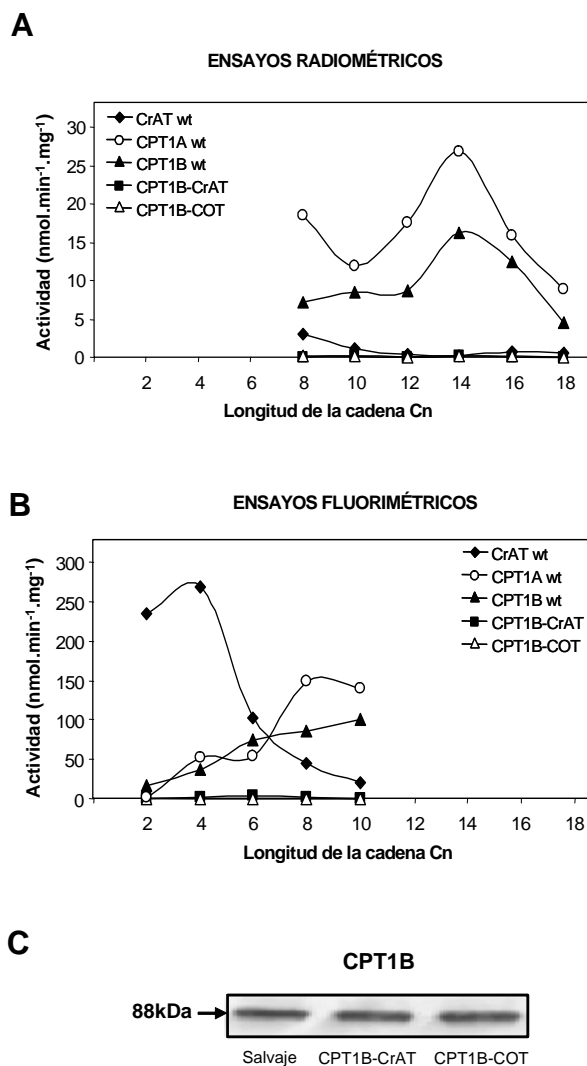 A
ENSAYOS RADIOMÉTRICOS
Actividad (nmol.min-1.mg-1)
30
25
20
15
10
5
0
CrAT wt
CPT1A wt
CPT1B wt
CPT1B-CrAT
CPT1B-COT
2 4 6 8 10 12 14 16 18
Longitud de la cadena Cn
B
ENSAYOS FLUORIMÉTRICOS
Actividad (nmol.min-1.mg-1)
300
250
200
150
100
50
0
CrAT wt
CPT1A wt
CPT1B wt
CPT1B-CrAT
CPT1B-COT
2 4 6 8 10 12 14 16 18
Longitud de la cadena Cn
C
CPT1B
88kDa
Salvaje CPT1B-CrAT CPT1B-COT